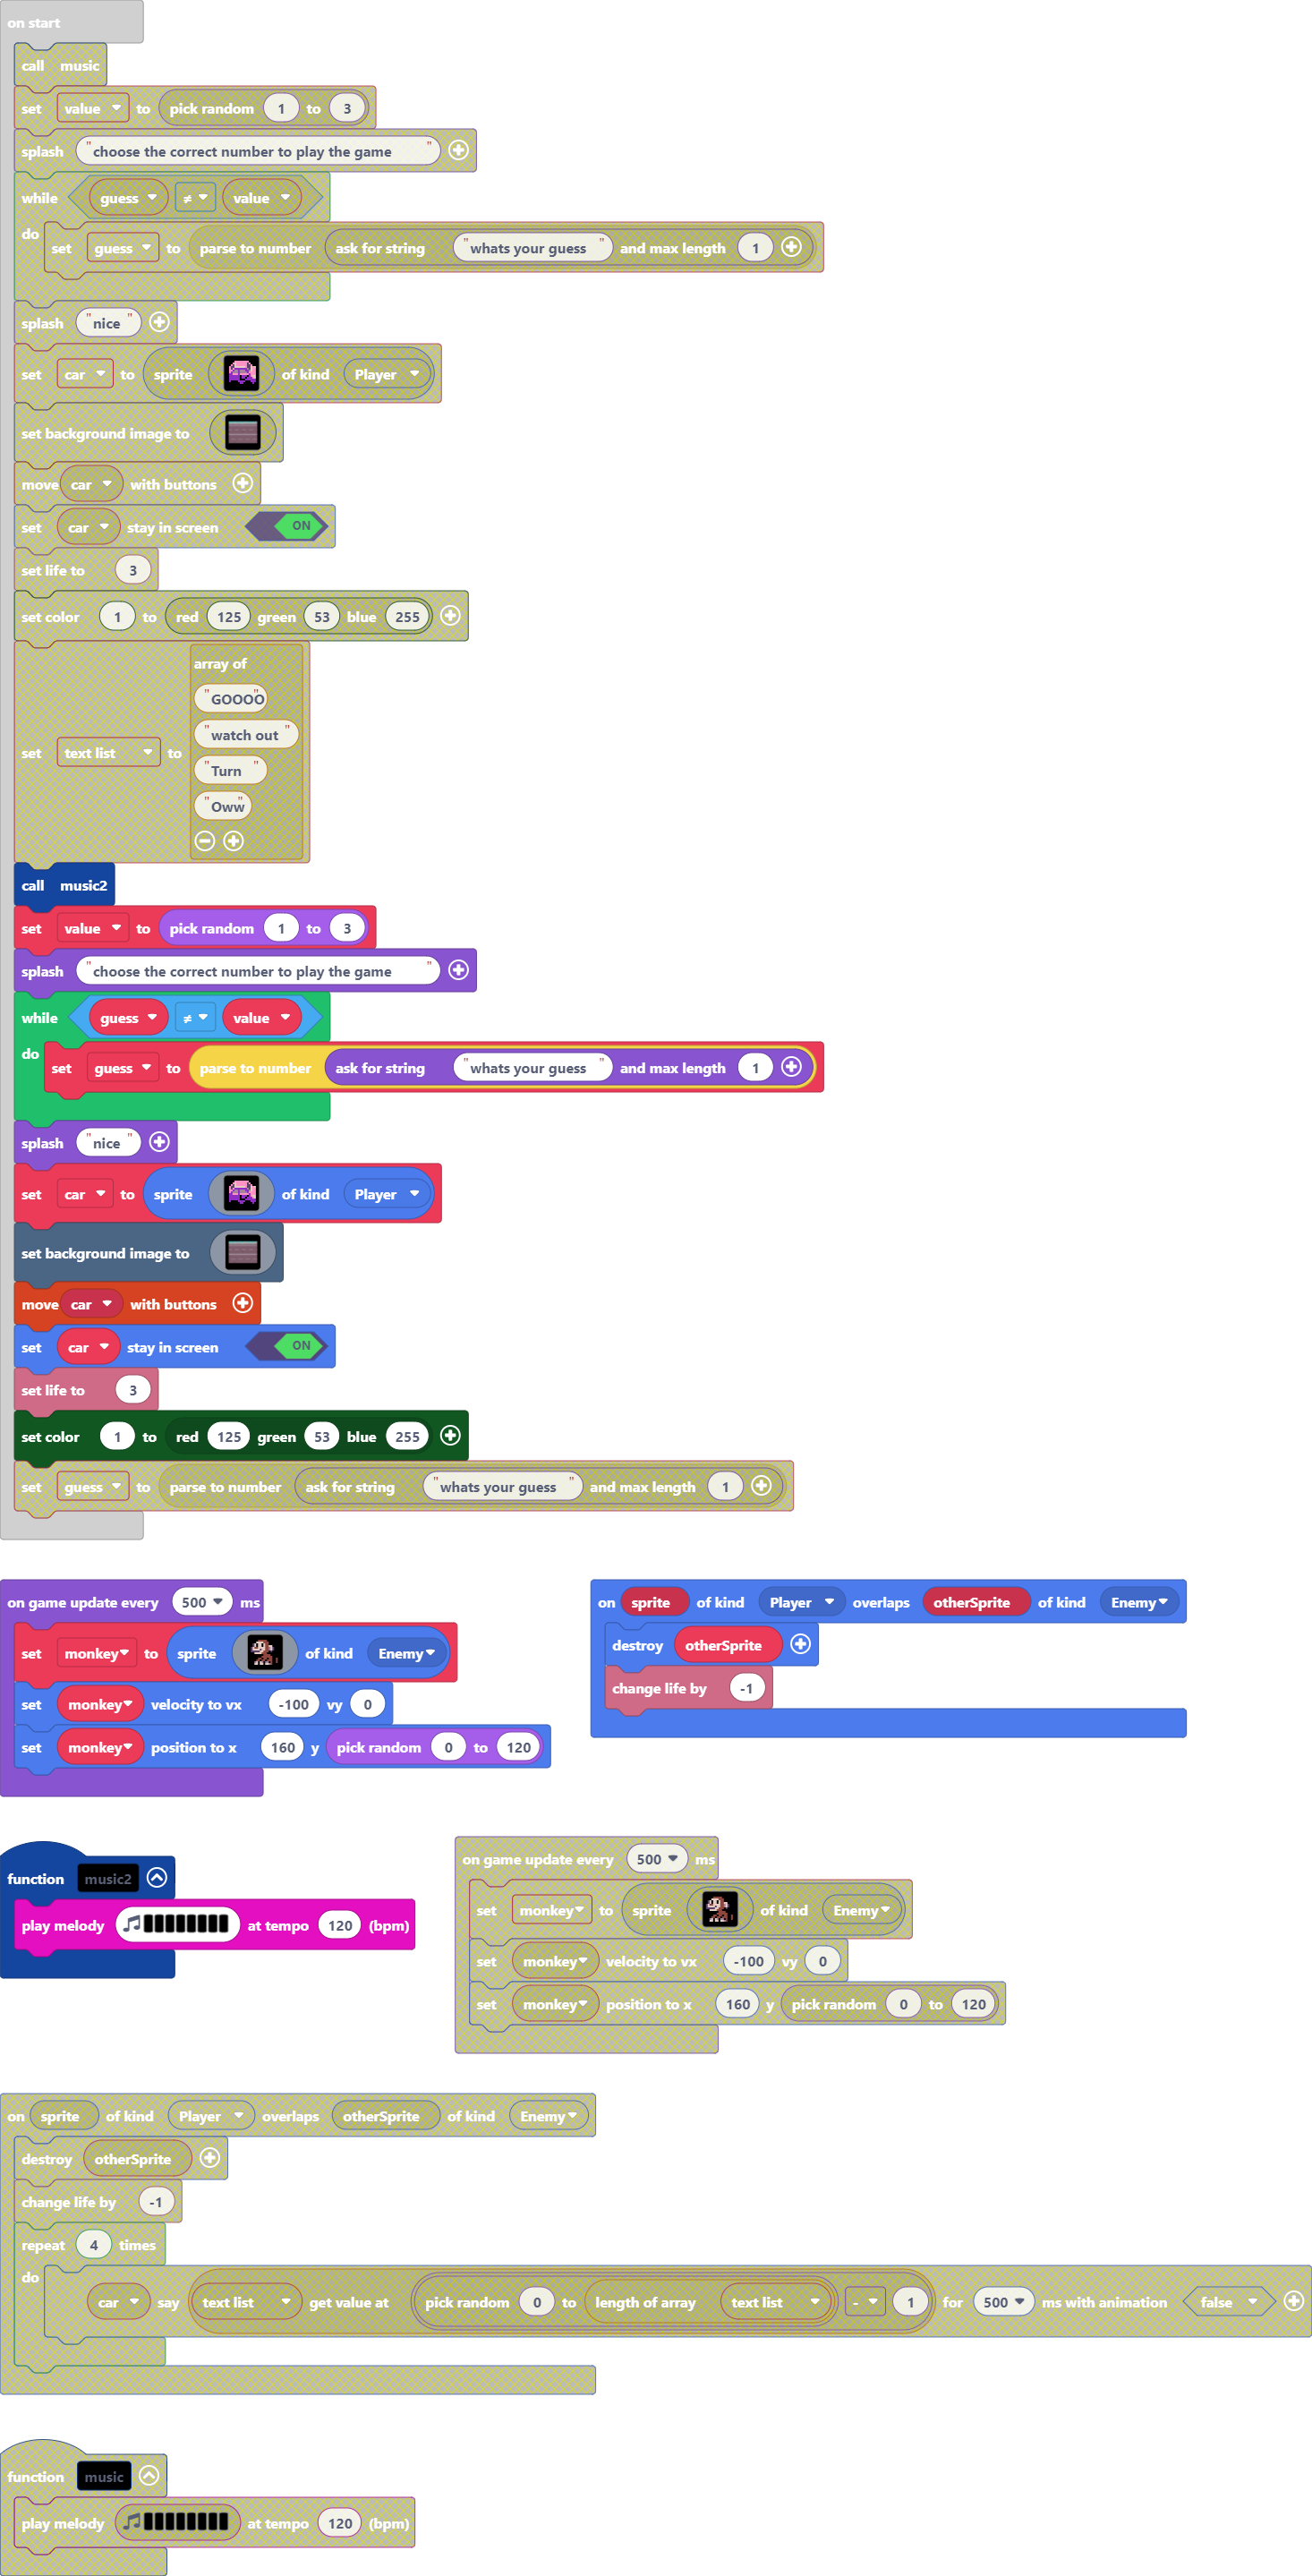 on start
call music
set value to pick random 1 to 3
splash "choose the correct number to play the game"
while guess ≠ value
do set guess to parse to number ask for string "whats your guess" and max length 1
splash "nice"
set car to sprite of kind Player
set background image to
move car with buttons
set car stay in screen ON
set life to 3
set color 1 to red 125 green 53 blue 255
array of
"GOOOO"
"watch out"
set text list to
"Turn"
"Oww"
call music2
set value to pick random 1 to 3
splash "choose the correct number to play the game"
while guess ≠ value
do set guess to parse to number ask for string "whats your guess" and max length 1
splash "nice"
set car to sprite of kind Player
set background image to
move car with buttons
set car stay in screen ON
set life to 3
set color 1 to red 125 green 53 blue 255
set guess to parse to number ask for string "whats your guess" and max length 1
on game update every 500 ms
set monkey to sprite of kind Enemy
set monkey velocity to vx -100 vy 0
set monkey position to x 160 y pick random 0 to 120
on sprite of kind Player overlaps otherSprite of kind Enemy
destroy otherSprite
change life by -1
function music2
play melody at tempo 120 (bpm)
on game update every 500 ms
set monkey to sprite of kind Enemy
set monkey velocity to vx -100 vy 0
set monkey position to x 160 y pick random 0 to 120
on sprite of kind Player overlaps otherSprite of kind Enemy
destroy otherSprite
change life by -1
repeat 4 times
do
car say text list get value at pick random 0 to length of array text list - 1 for 500 ms with animation false
function music
play melody at tempo 120 (bpm)